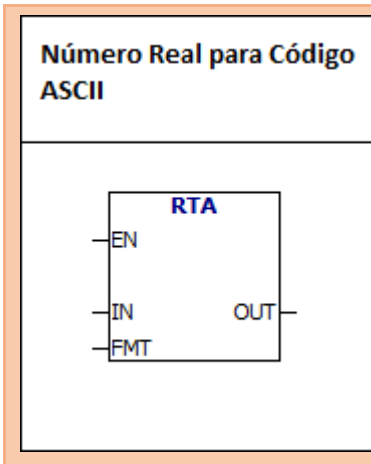 Número Real para Código
ASCII
RTA
EN
IN OUT
FMT